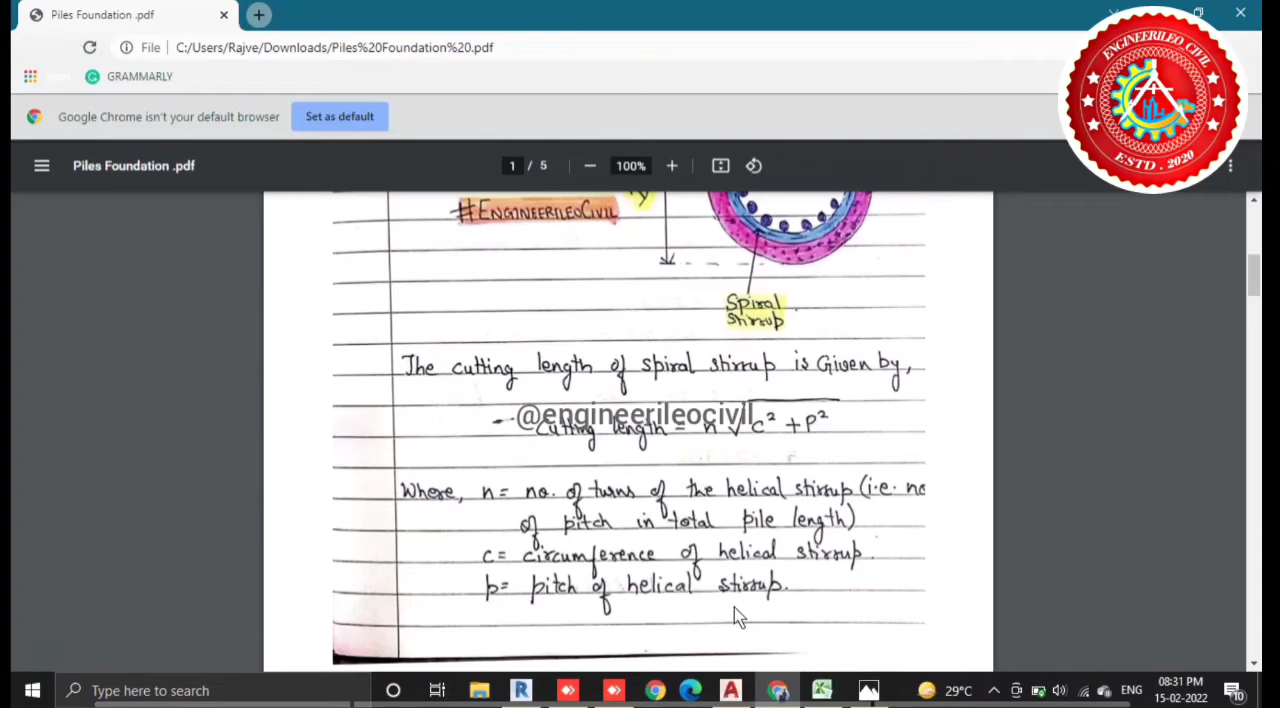 Piles Foundation .pdf
File
C:/Users/Rajve/Downloads/Piles%20Foundation%20.pdf
Apps
GRAMMARLY
Google Chrome isn't your default browser
Set as default
Piles Foundation .pdf
1 / 5
100%
ENGINEERILEO CIVIL
ESTD. 2020
#ENGINEERILEOCIVIL
Spiral
Stirrup
The cutting length of spiral stirrup is Given by,
@engineerileocivil
Cutting length = n √c² + p²
Where, n = no. of turns of the helical stirrup (i.e. no
of pitch in total pile length)
c = circumference of helical stirrup.
p = pitch of helical stirrup.
Type here to search
29°C
ENG
08:31 PM
15-02-2022
10